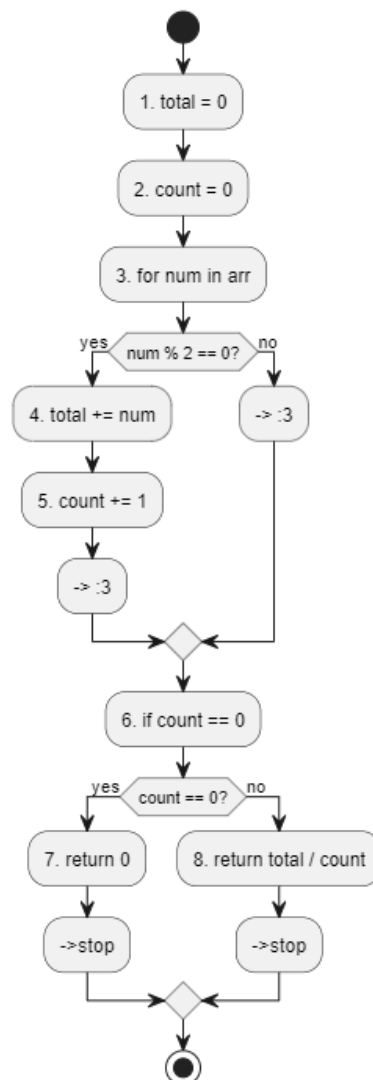 1. total = 0
2. count = 0
3. for num in arr
yes
num % 2 == 0?
no
4. total += num
-> :3
5. count += 1
-> :3
6. if count == 0
yes
count == 0?
no
7. return 0
8. return total / count
->stop
->stop